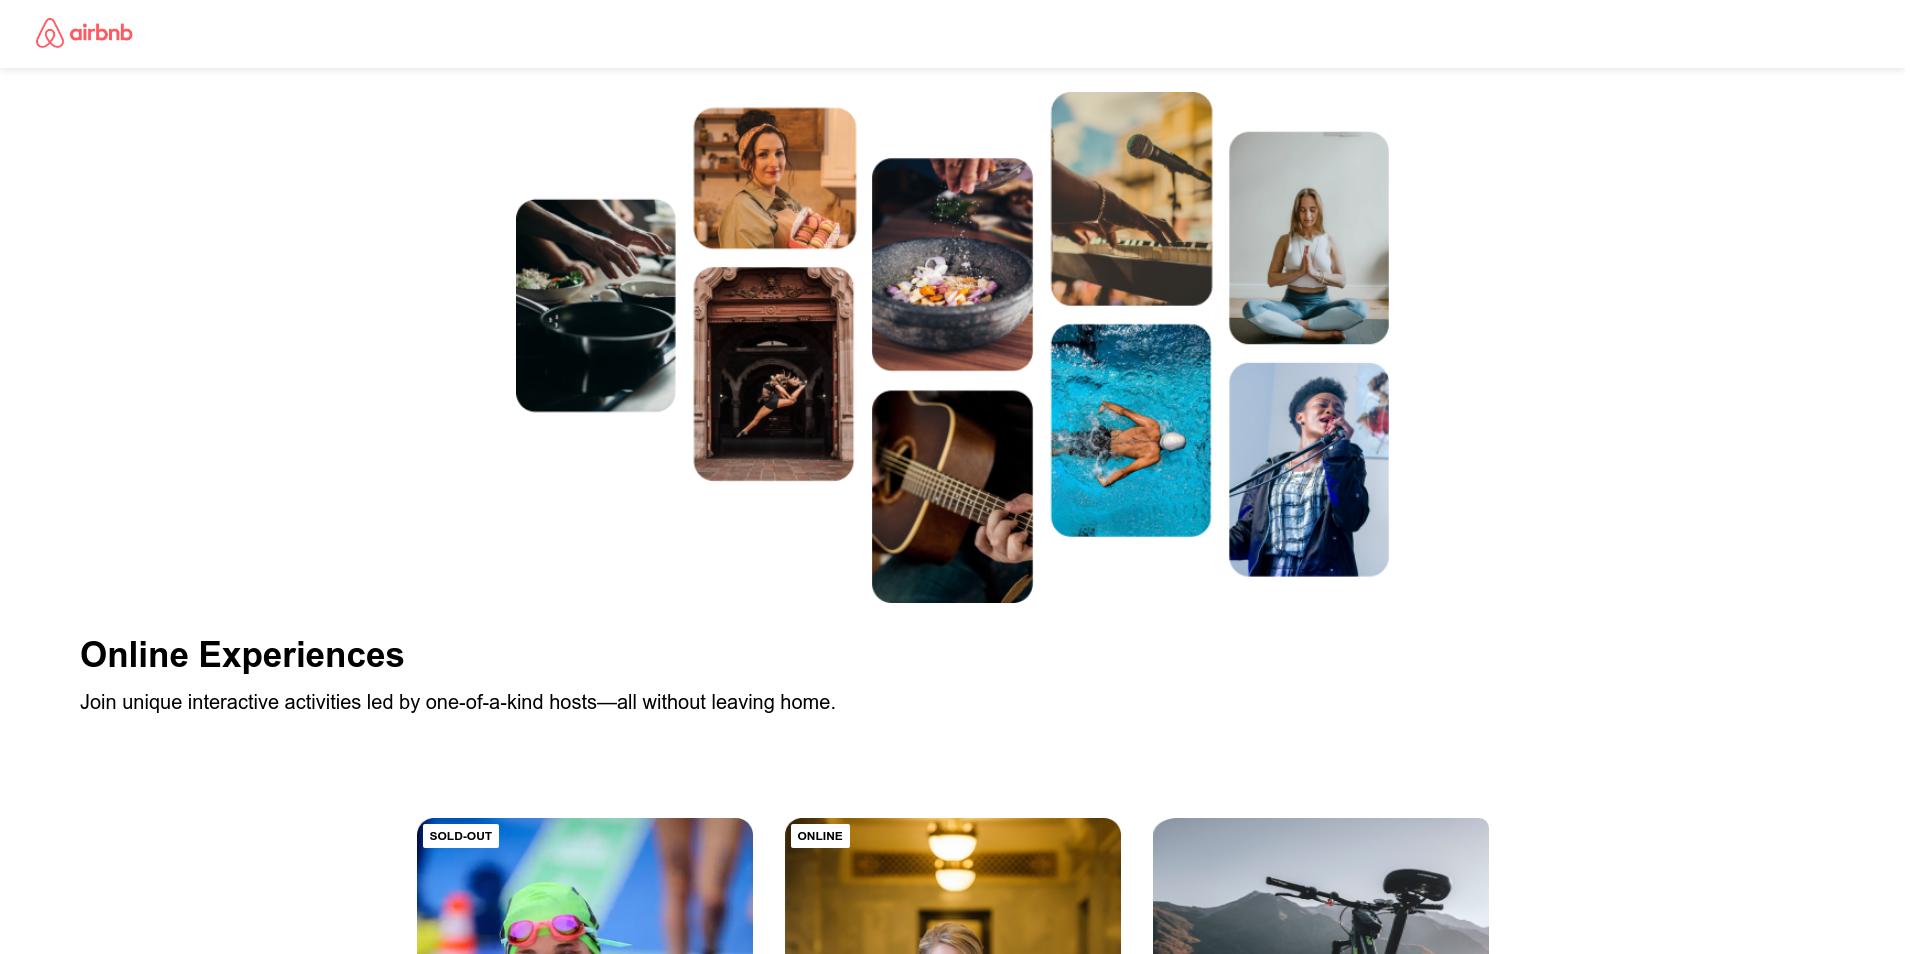 airbnb
Online Experiences
Join unique interactive activities led by one-of-a-kind hosts—all without leaving home.
SOLD-OUT
ONLINE